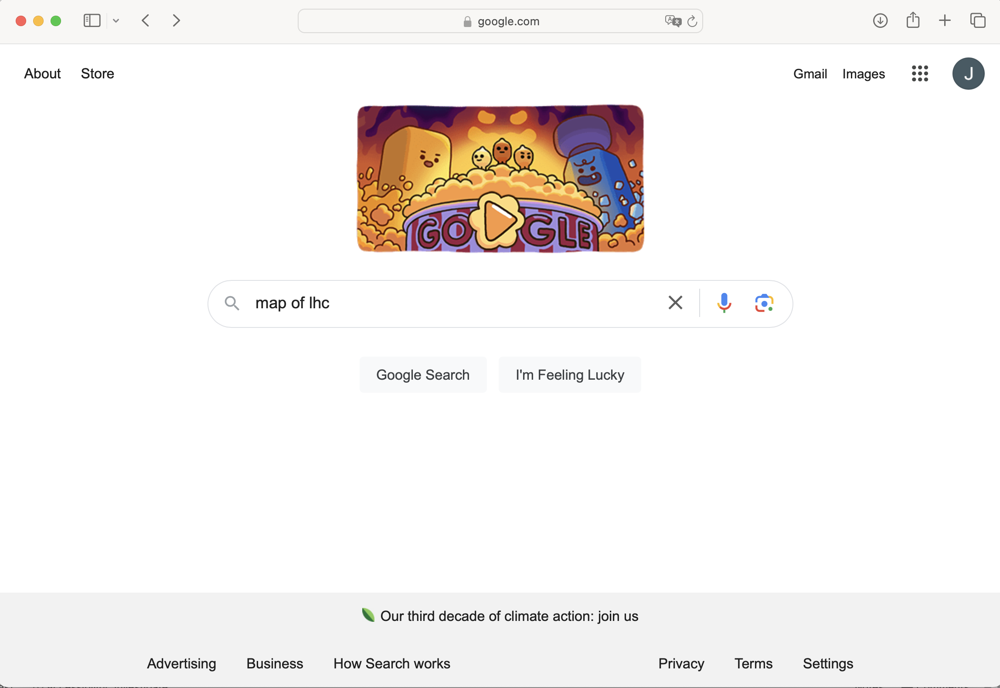 google.com
About Store Gmail Images J
GOOGLE
map of lhc
Google Search I'm Feeling Lucky
Our third decade of climate action: join us
Advertising Business How Search works Privacy Terms Settings